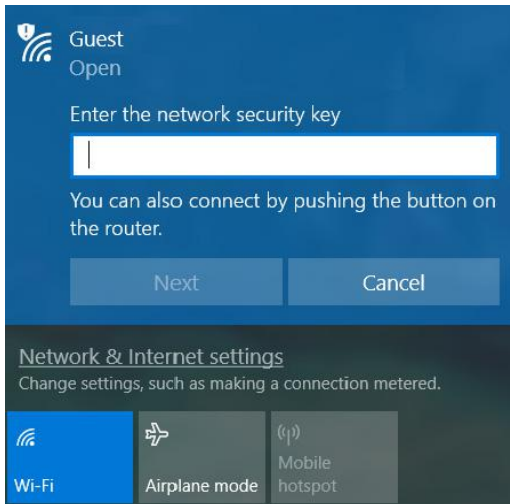 Guest
Open
Enter the network security key
You can also connect by pushing the button on
the router.
Next
Cancel
Network & Internet settings
Change settings, such as making a connection metered.
Wi-Fi
Airplane mode
Mobile
hotspot